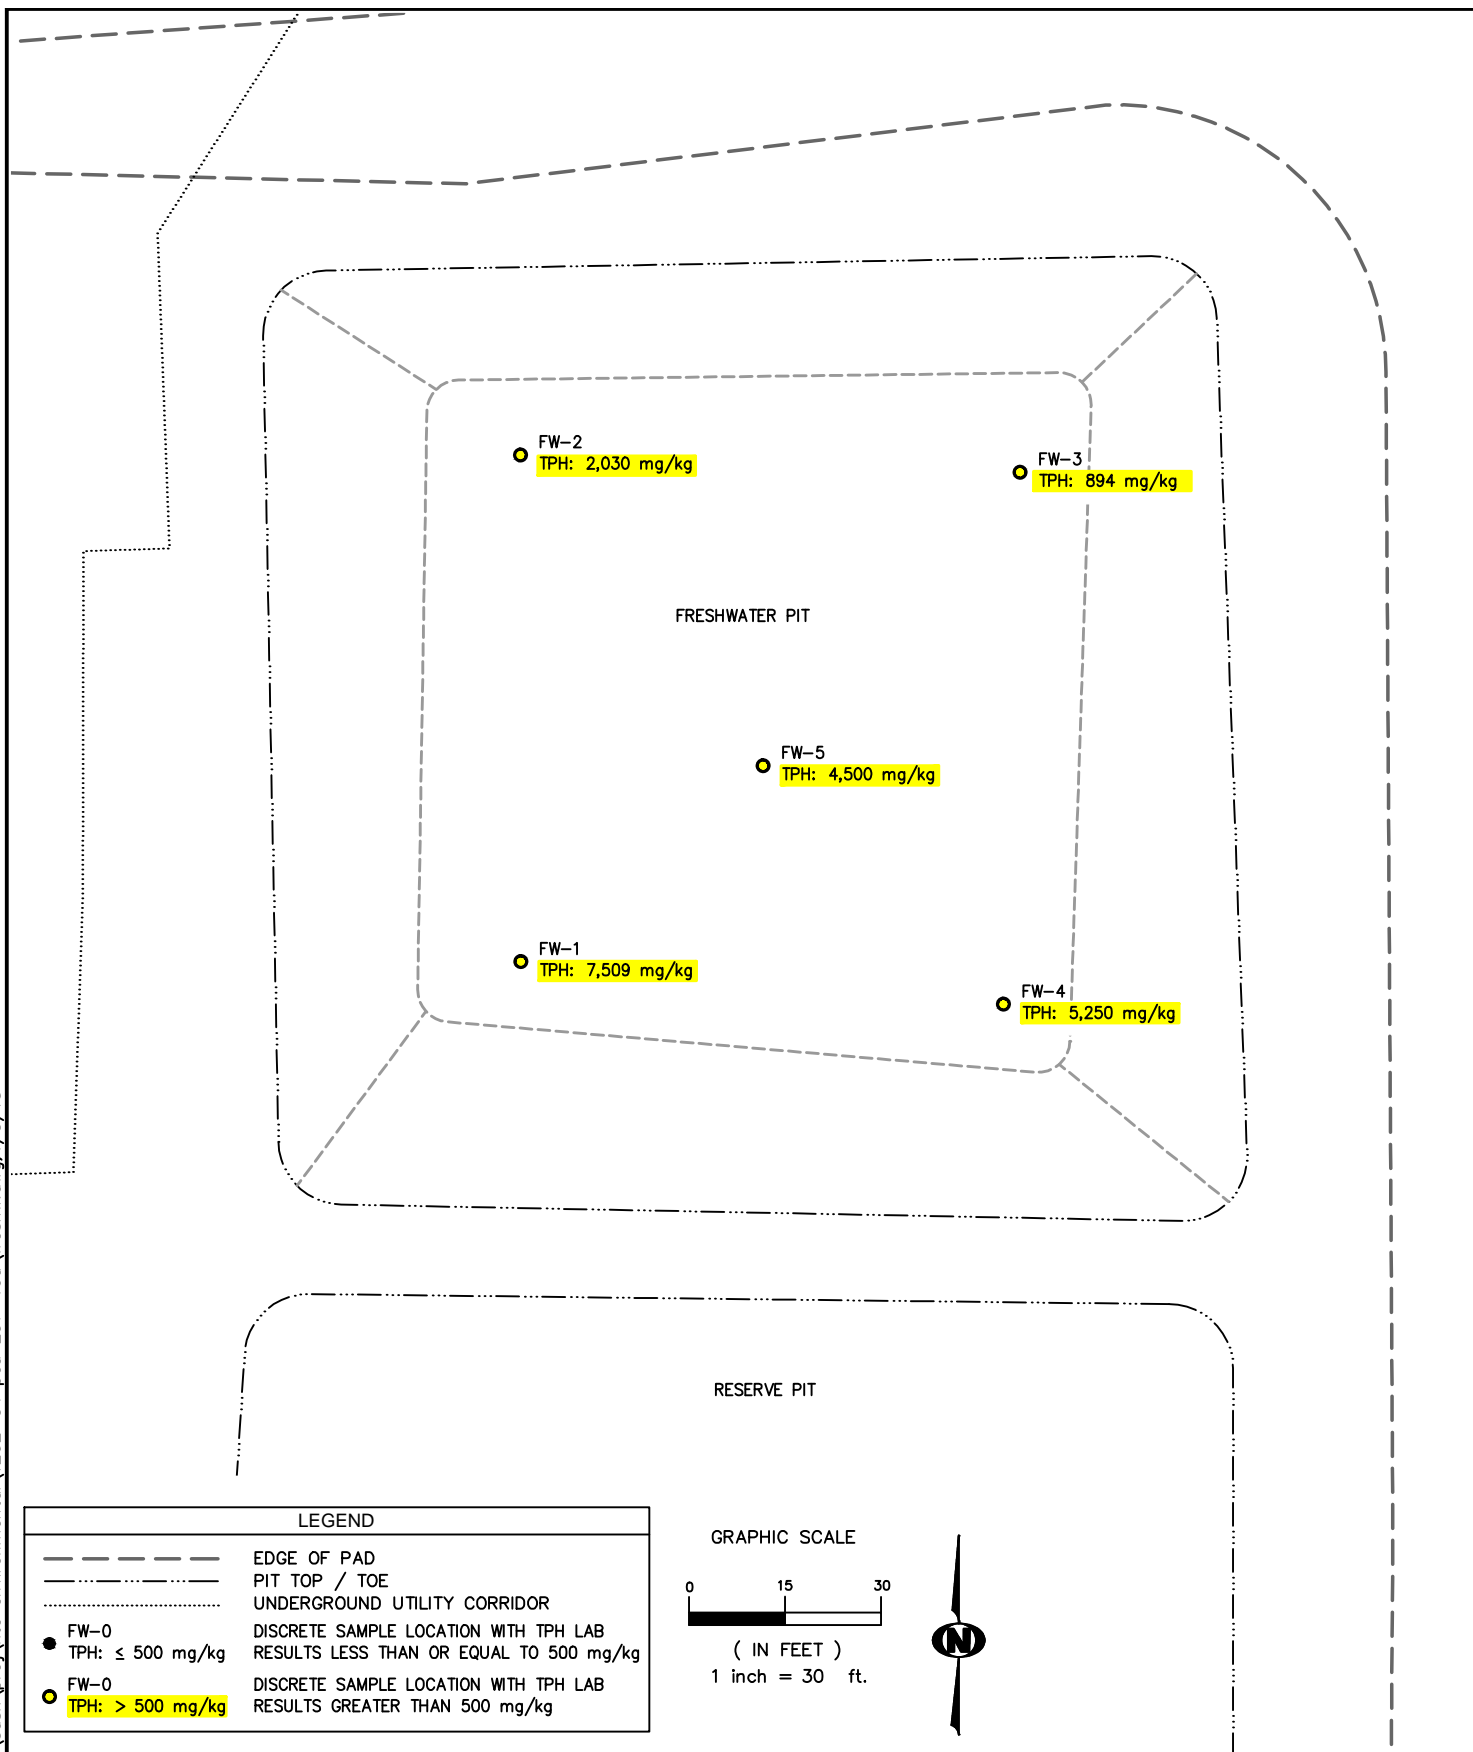 FW-2
TPH: 2,030 mg/kg
FW-3
TPH: 894 mg/kg
FRESHWATER PIT
FW-5
TPH: 4,500 mg/kg
FW-1
TPH: 7,509 mg/kg
FW-4
TPH: 5,250 mg/kg
RESERVE PIT
LEGEND
EDGE OF PAD
PIT TOP / TOE
UNDERGROUND UTILITY CORRIDOR
FW-0
TPH: ≤ 500 mg/kg
DISCRETE SAMPLE LOCATION WITH TPH LAB
RESULTS LESS THAN OR EQUAL TO 500 mg/kg
FW-0
TPH: > 500 mg/kg
DISCRETE SAMPLE LOCATION WITH TPH LAB
RESULTS GREATER THAN 500 mg/kg
GRAPHIC SCALE
0 15 30
( IN FEET )
1 inch = 30 ft.
N